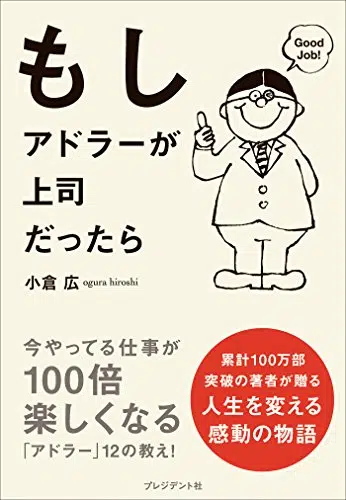 Good
Job!
もし
アドラーが
上司
だったら
小倉 広 ogura hiroshi
今やってる仕事が
100倍
楽しくなる
「アドラー」12の教え!
累計100万部
突破の著者が贈る
人生を変える
感動の物語
プレジデント社